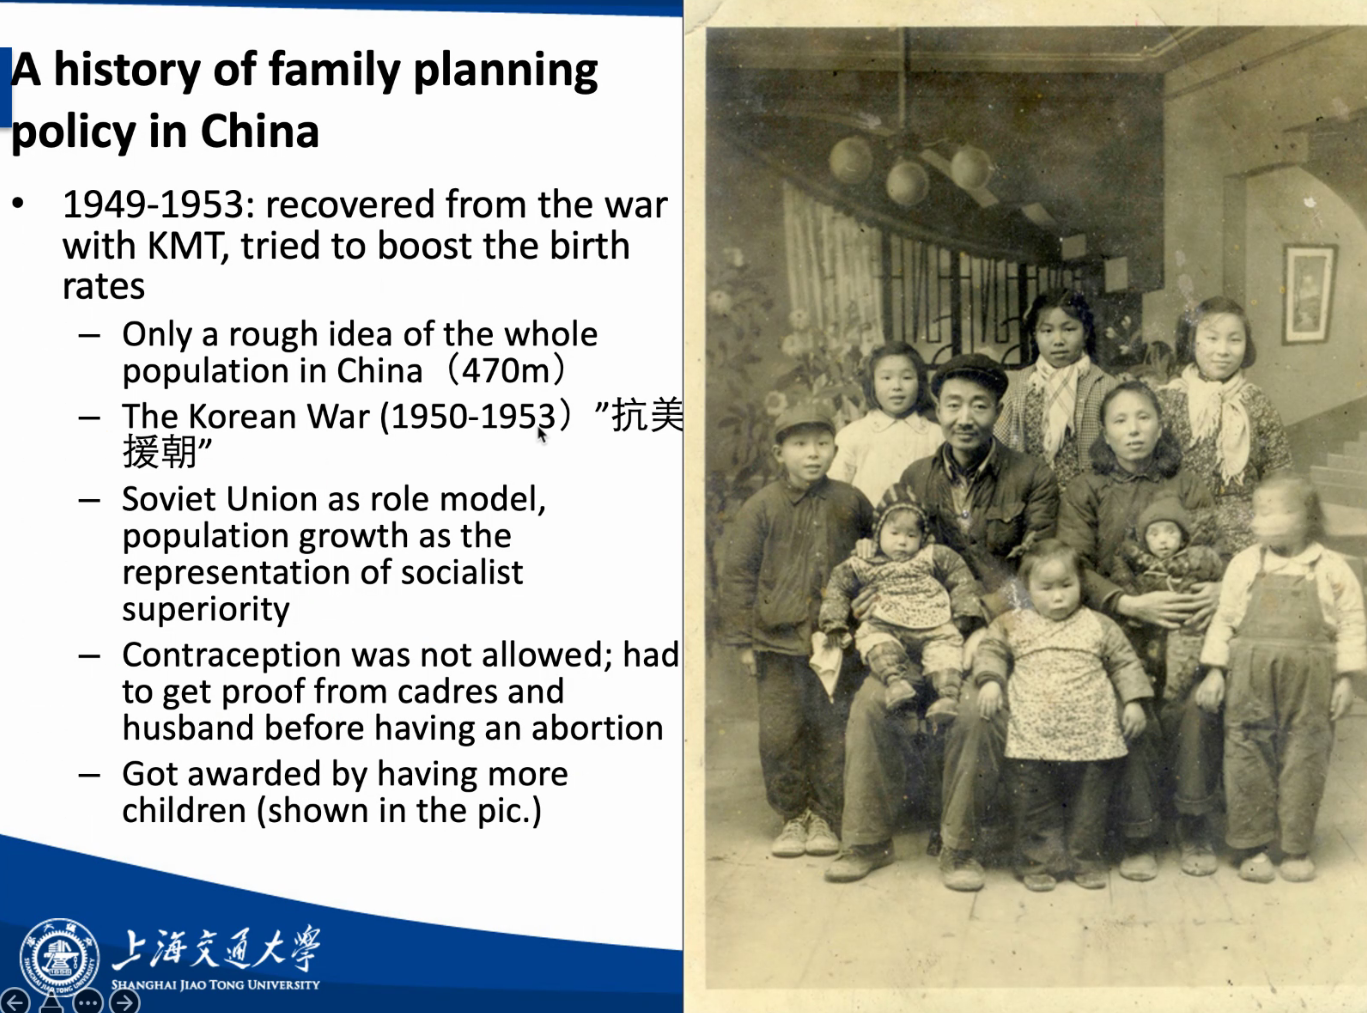 A history of family planning
policy in China
• 1949-1953: recovered from the war
with KMT, tried to boost the birth
rates
– Only a rough idea of the whole
population in China（470m）
– The Korean War (1950-1953）”抗美
援朝”
– Soviet Union as role model,
population growth as the
representation of socialist
superiority
– Contraception was not allowed; had
to get proof from cadres and
husband before having an abortion
– Got awarded by having more
children (shown in the pic.)
上海交通大学
SHANGHAI JIAO TONG UNIVERSITY